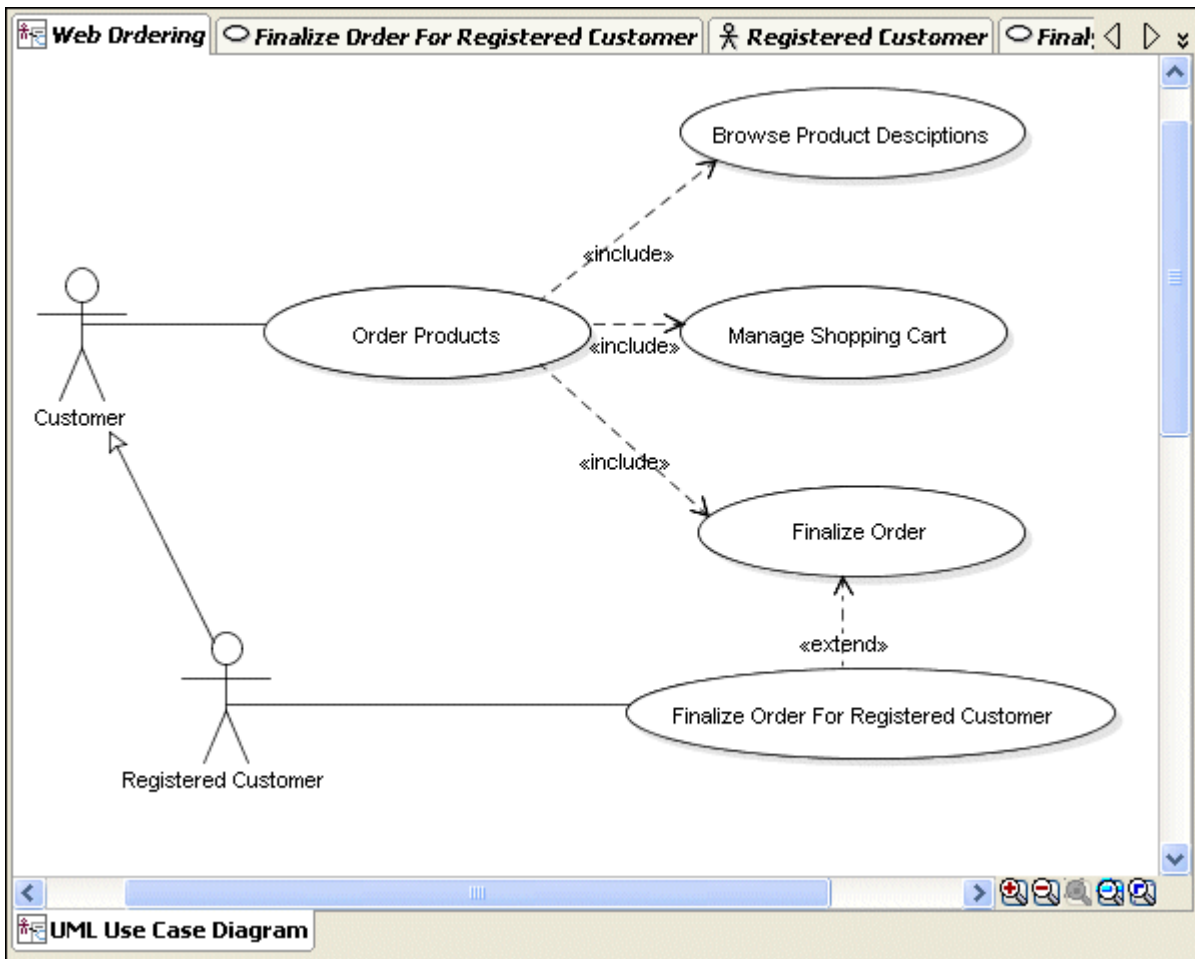 Web Ordering
Finalize Order For Registered Customer
Registered Customer
Final
Browse Product Desciptions
«include»
Order Products
«include»
Manage Shopping Cart
Customer
«include»
Finalize Order
«extend»
Finalize Order For Registered Customer
Registered Customer
UML Use Case Diagram